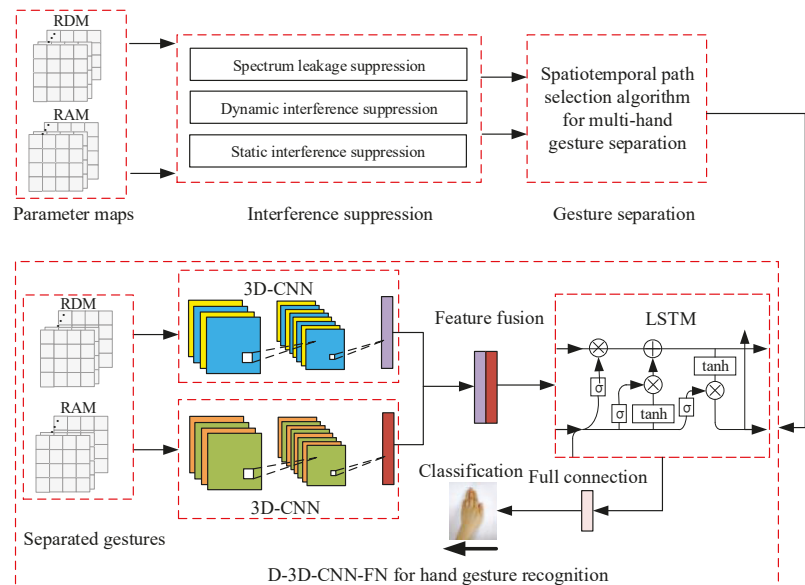 RDM
RAM
Parameter maps
Spectrum leakage suppression
Dynamic interference suppression
Static interference suppression
Interference suppression
Spatiotemporal path
selection algorithm
for multi-hand
gesture separation
Gesture separation
RDM
RAM
Separated gestures
3D-CNN
3D-CNN
Feature fusion
LSTM
tanh
σ
σ
tanh
σ
Full connection
Classification
D-3D-CNN-FN for hand gesture recognition